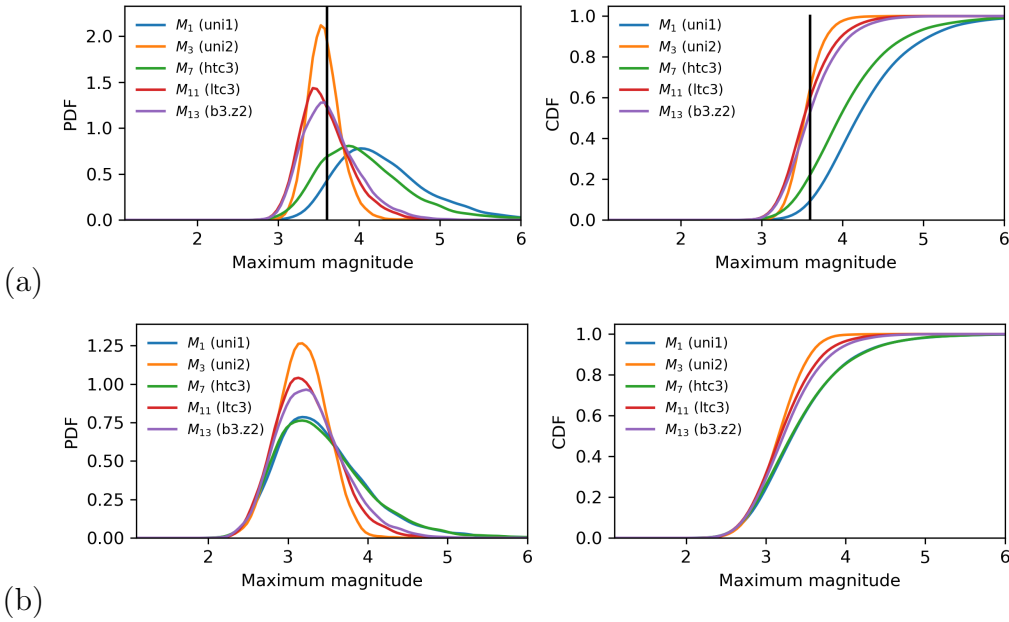 2.0
1.5
1.0
0.5
0.0
PDF
M₁ (uni1)
M₃ (uni2)
M₇ (htc3)
M₁₁ (ltc3)
M₁₃ (b3.z2)
2 3 4 5 6
Maximum magnitude
1.0
0.8
0.6
0.4
0.2
0.0
CDF
M₁ (uni1)
M₃ (uni2)
M₇ (htc3)
M₁₁ (ltc3)
M₁₃ (b3.z2)
2 3 4 5 6
Maximum magnitude
(a)
1.25
1.00
0.75
0.50
0.25
0.00
PDF
M₁ (uni1)
M₃ (uni2)
M₇ (htc3)
M₁₁ (ltc3)
M₁₃ (b3.z2)
2 3 4 5 6
Maximum magnitude
1.0
0.8
0.6
0.4
0.2
0.0
CDF
M₁ (uni1)
M₃ (uni2)
M₇ (htc3)
M₁₁ (ltc3)
M₁₃ (b3.z2)
2 3 4 5 6
Maximum magnitude
(b)